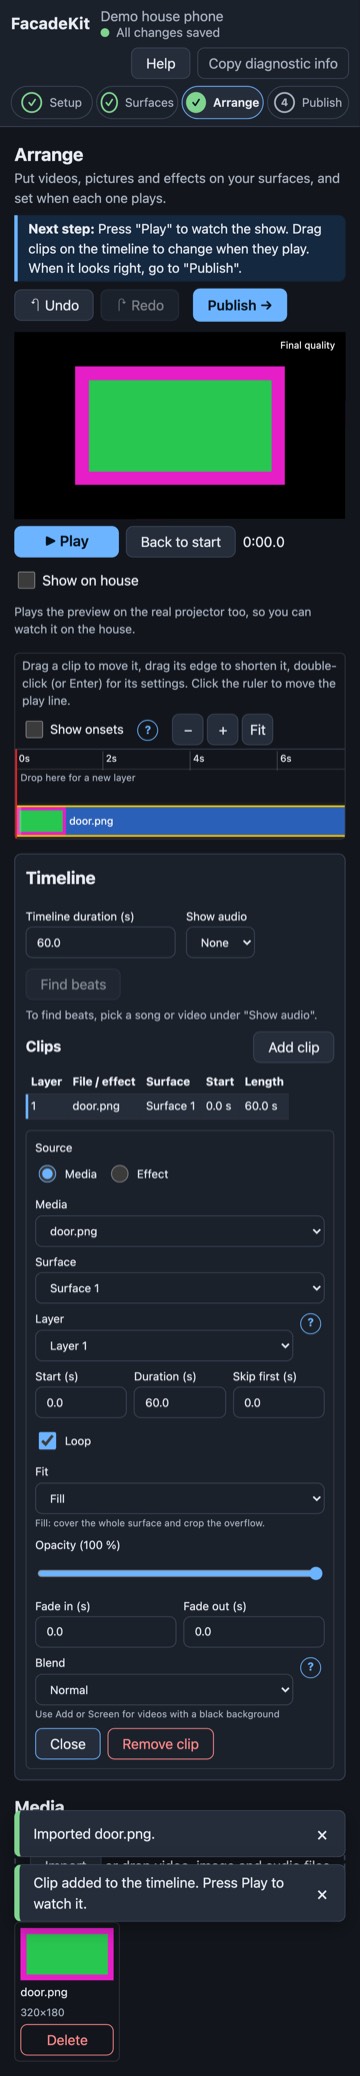 FacadeKit
Demo house phone
All changes saved
Help
Copy diagnostic info
Setup
Surfaces
Arrange
4 Publish
Arrange
Put videos, pictures and effects on your surfaces, and
set when each one plays.
Next step: Press "Play" to watch the show. Drag
clips on the timeline to change when they play.
When it looks right, go to "Publish".
Undo
Redo
Publish →
Final quality
Play
Back to start
0:00.0
Show on house
Plays the preview on the real projector too, so you can
watch it on the house.
Drag a clip to move it, drag its edge to shorten it, double-
click (or Enter) for its settings. Click the ruler to move the
play line.
Show onsets
?
−
+
Fit
0s 2s 4s 6s
Drop here for a new layer
door.png
Timeline
Timeline duration (s) Show audio
60.0 None
Find beats
To find beats, pick a song or video under "Show audio".
Clips
Add clip
Layer File / effect Surface Start Length
1 door.png Surface 1 0.0 s 60.0 s
Source
Media Effect
Media
door.png
Surface
Surface 1
Layer
?
Layer 1
Start (s) Duration (s) Skip first (s)
0.0 60.0 0.0
Loop
Fit
Fill
Fill: cover the whole surface and crop the overflow.
Opacity (100 %)
Fade in (s) Fade out (s)
0.0 0.0
Blend
?
Normal
Use Add or Screen for videos with a black background
Close
Remove clip
Media
Imported door.png.
×
Clip added to the timeline. Press Play to
watch it.
×
door.png
320×180
Delete